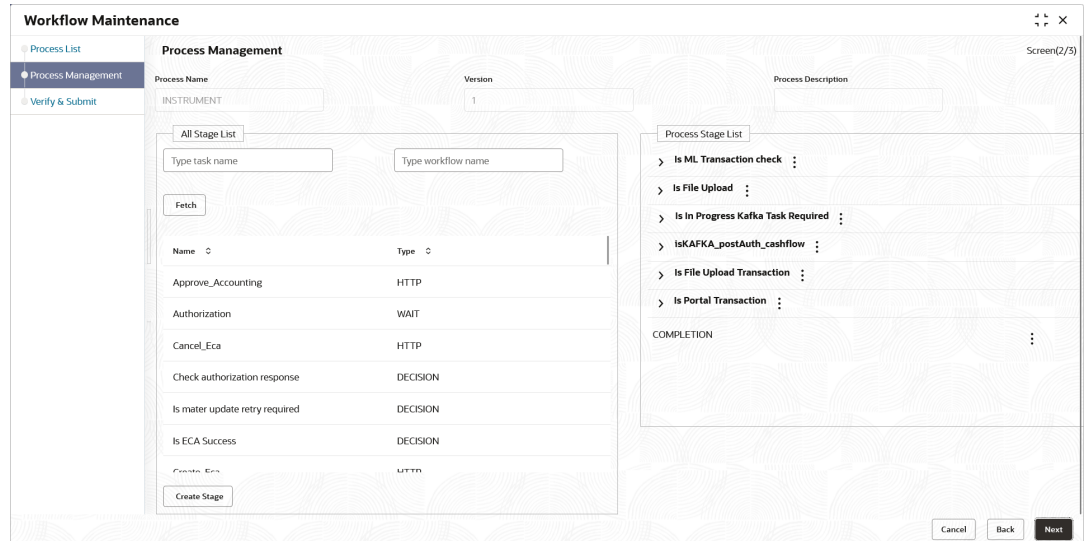 Workflow Maintenance
Process List
Process Management
Verify & Submit
Process Management
Screen(2/3)
Process Name
Version
Process Description
INSTRUMENT
1
All Stage List
Type task name
Type workflow name
Fetch
Name
Type
Approve_Accounting
HTTP
Authorization
WAIT
Cancel_Eca
HTTP
Check authorization response
DECISION
Is mater update retry required
DECISION
Is ECA Success
DECISION
Create_Eca
HTTP
Create Stage
Process Stage List
Is ML Transaction check
Is File Upload
Is In Progress Kafka Task Required
isKAFKA_postAuth_cashflow
Is File Upload Transaction
Is Portal Transaction
COMPLETION
Cancel
Back
Next